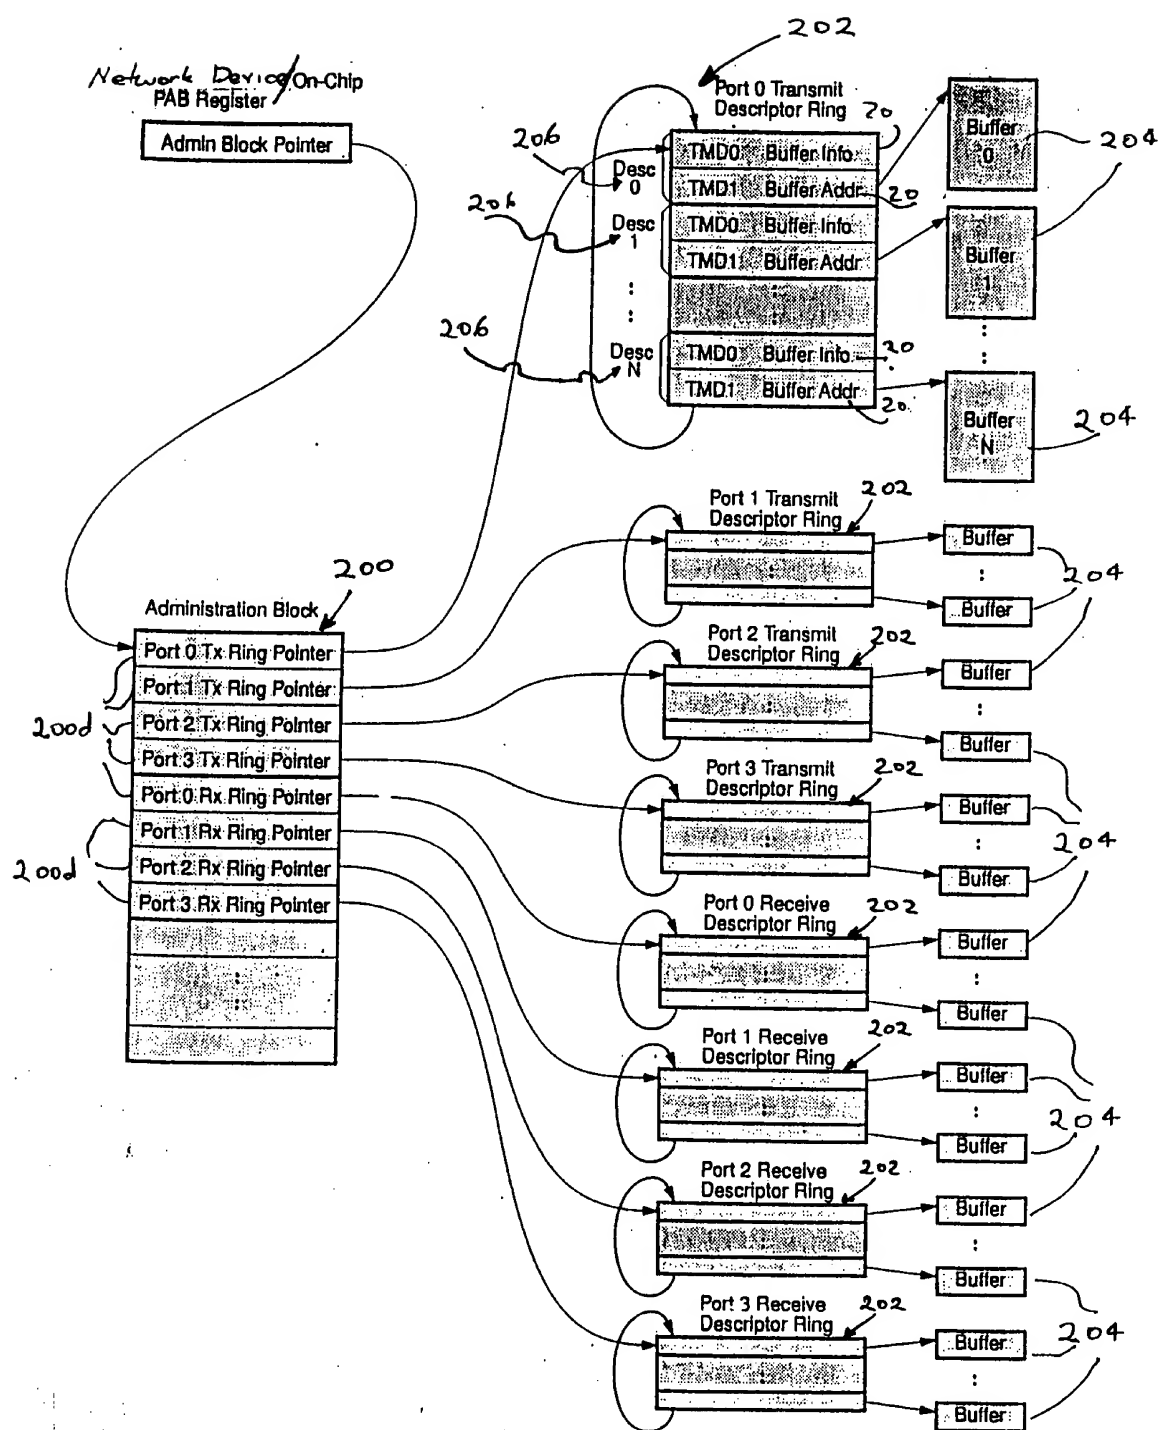 202
Network Device/On-Chip
PAB Register
Admin Block Pointer
Port 0 Transmit
Descriptor Ring
20
206
Desc
0
TMD0 Buffer Info.
TMD1 Buffer Addr
20
Buffer
0
204
206
Desc
1
TMD0 Buffer Info.
TMD1 Buffer Addr
Buffer
1
206
Desc
N
TMD0 Buffer Info.
20
TMD1 Buffer Addr
20
Buffer
N
204
Port 1 Transmit
Descriptor Ring
202
Buffer
Buffer
204
200
Administration Block
Port 0 Tx Ring Pointer
Port 1 Tx Ring Pointer
Port 2 Tx Ring Pointer
Port 3 Tx Ring Pointer
Port 0 Rx Ring Pointer
Port 1 Rx Ring Pointer
Port 2 Rx Ring Pointer
Port 3 Rx Ring Pointer
200d
200d
Port 2 Transmit
Descriptor Ring
202
Buffer
Buffer
Port 3 Transmit
Descriptor Ring
202
Buffer
Buffer
204
Port 0 Receive
Descriptor Ring
202
Buffer
Buffer
Port 1 Receive
Descriptor Ring
202
Buffer
Buffer
204
Port 2 Receive
Descriptor Ring
202
Buffer
Buffer
Port 3 Receive
Descriptor Ring
202
Buffer
Buffer
204